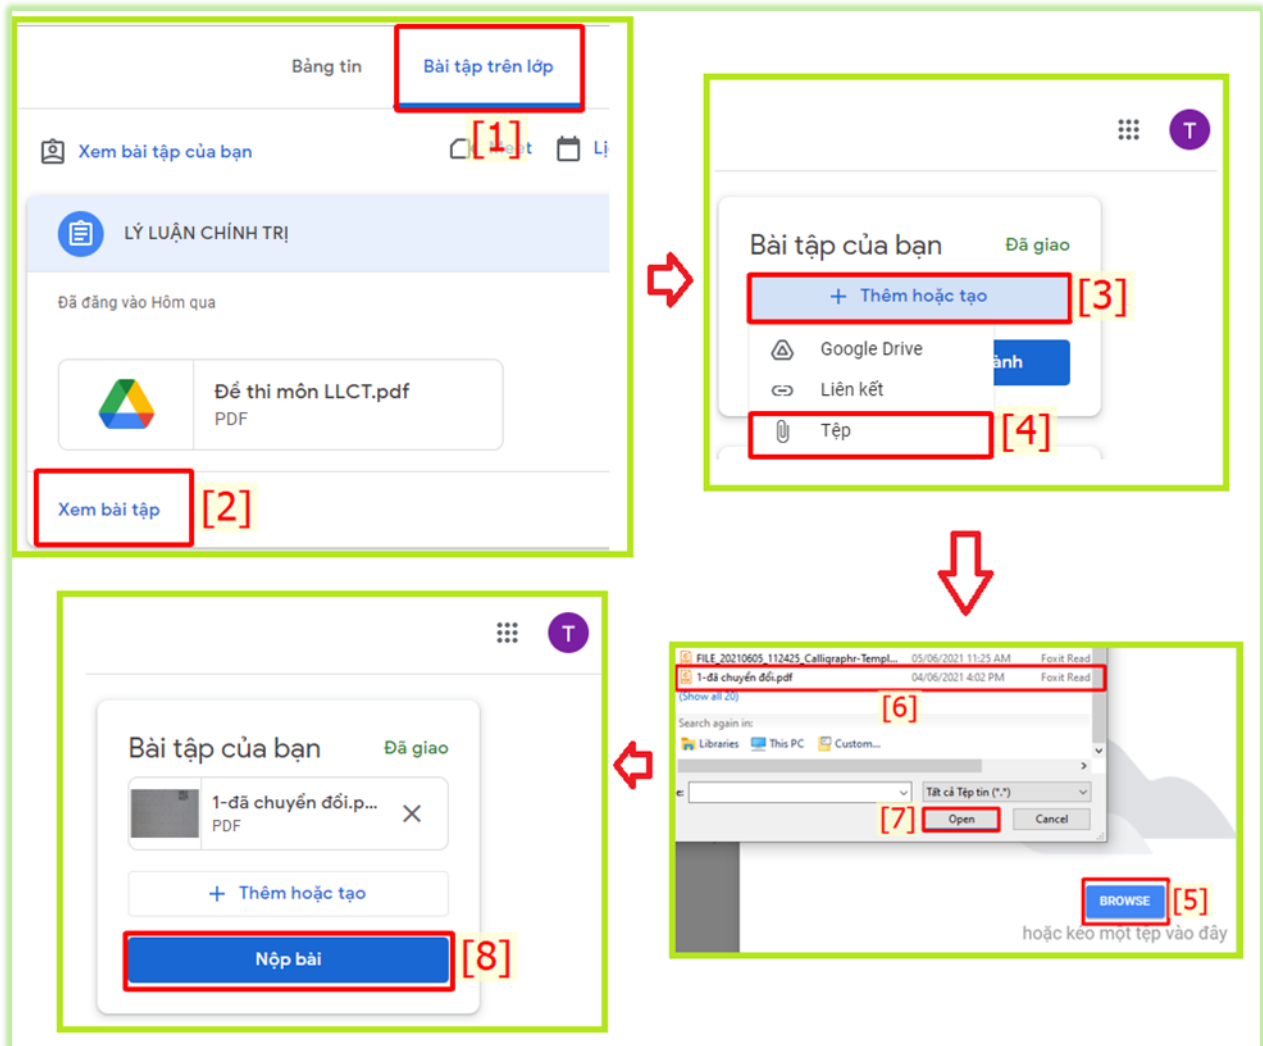 Bảng tin
Bài tập trên lớp
[1]
Xem bài tập của bạn
Meet
LÝ LUẬN CHÍNH TRỊ
Đã đăng vào Hôm qua
Đề thi môn LLCT.pdf
PDF
Xem bài tập
[2]
T
Bài tập của bạn
Đã giao
+ Thêm hoặc tạo
[3]
Google Drive
ành
Liên kết
Tệp
[4]
FILE_20210605_112425_Calligraphr-Templ... 05/06/2021 11:25 AM Foxit Read
1-đã chuyển đổi.pdf 04/06/2021 4:02 PM Foxit Read
[6]
(Show all 20)
Search again in:
Libraries This PC Custom...
e:
Tất cả Tệp tin (*.*)
[7]
Open
Cancel
BROWSE
[5]
hoặc kéo một tệp vào đây
T
Bài tập của bạn
Đã giao
1-đã chuyển đổi.p...
PDF
+ Thêm hoặc tạo
Nộp bài
[8]